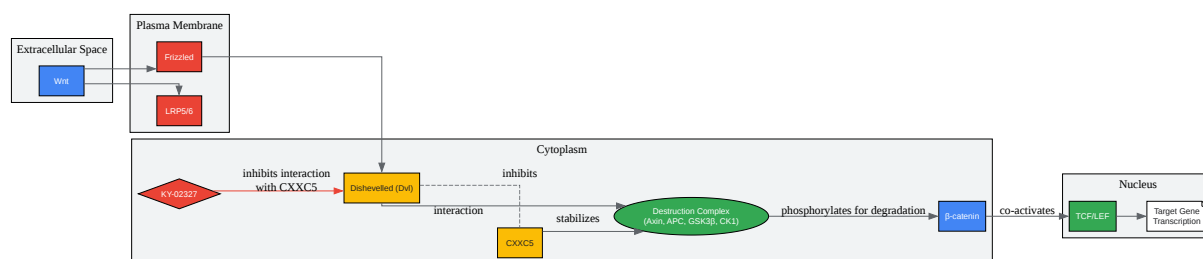 Plasma Membrane
Extracellular Space
Frizzled
Wnt
LRP5/6
Cytoplasm
inhibits interaction
with CXXC5
inhibits
KY-02327
Dishevelled (Dvl)
interaction
stabilizes
CXXC5
Destruction Complex
(Axin, APC, GSK3β, CK1)
phosphorylates for degradation
β-catenin
co-activates
Nucleus
TCF/LEF
Target Gene
Transcription